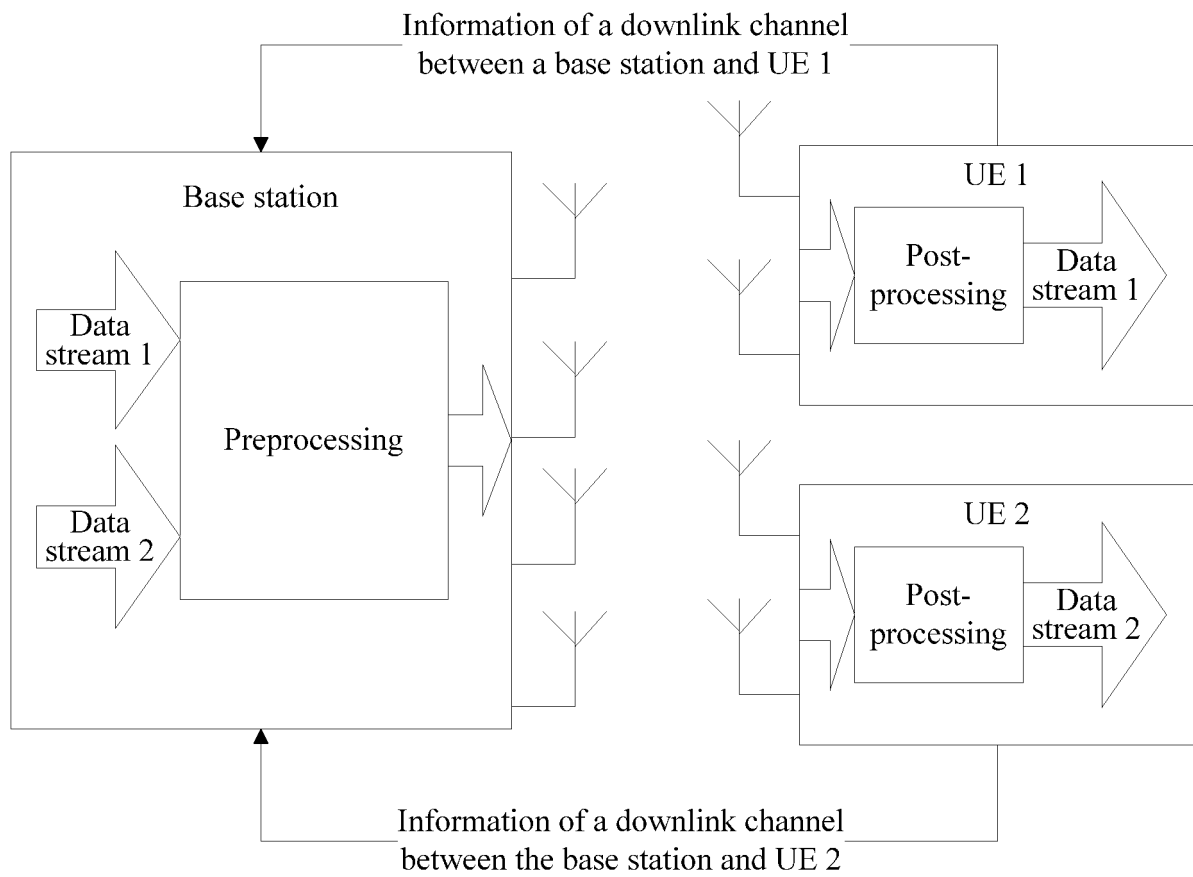 Information of a downlink channel
between a base station and UE 1
Base station
UE 1
Data
stream 1
Post-
processing
Data
stream 1
Preprocessing
Data
stream 2
UE 2
Post-
processing
Data
stream 2
Information of a downlink channel
between the base station and UE 2